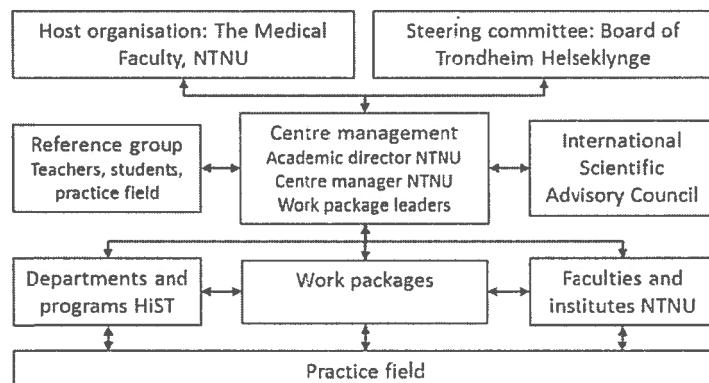 Host organisation: The Medical
Faculty, NTNU
Steering committee: Board of
Trondheim Helseklynge
Reference group
Teachers, students,
practice field
Centre management
Academic director NTNU
Centre manager NTNU
Work package leaders
International
Scientific
Advisory Council
Departments and
programs HiST
Work packages
Faculties and
institutes NTNU
Practice field